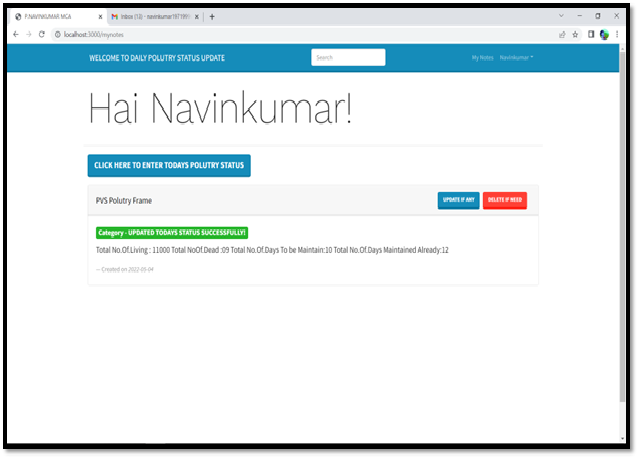 P.NAVINKUMAR MCA
Inbox (13) - navinkumar197199
localhost:3000/mynotes
WELCOME TO DAILY POLUTRY STATUS UPDATE
Search
My Notes
Navinkumar
Hai Navinkumar!
CLICK HERE TO ENTER TODAYS POLUTRY STATUS
PVS Polutry Frame
UPDATE IF ANY
DELETE IF NEED
Category - UPDATED TODAYS STATUS SUCCESSFULLY!
Total No.Of.Living : 11000 Total NoOf.Dead :09 Total No.Of.Days To be Maintain:10 Total No.Of.Days Maintained Already:12
— Created on 2022-05-04